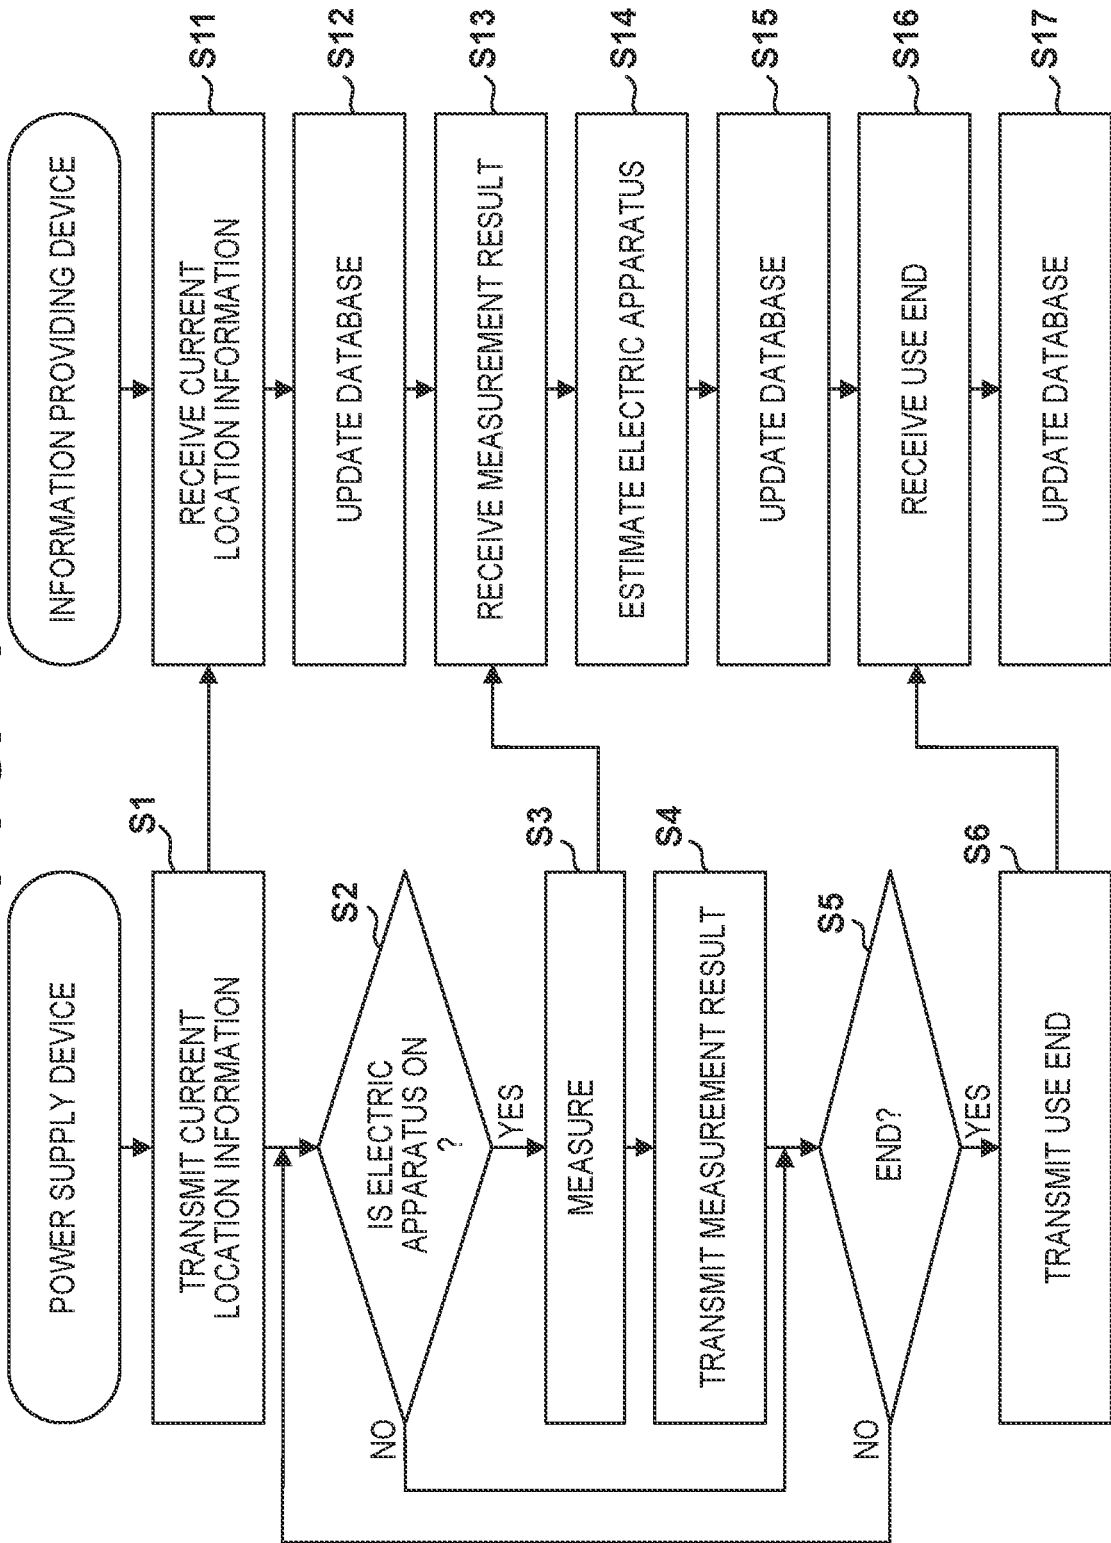 POWER SUPPLY DEVICE
S1
TRANSMIT CURRENT
LOCATION INFORMATION
S2
IS ELECTRIC
APPARATUS ON
?
NO
YES
S3
MEASURE
S4
TRANSMIT MEASUREMENT RESULT
S5
END?
NO
YES
S6
TRANSMIT USE END
INFORMATION PROVIDING DEVICE
S11
RECEIVE CURRENT
LOCATION INFORMATION
S12
UPDATE DATABASE
S13
RECEIVE MEASUREMENT RESULT
S14
ESTIMATE ELECTRIC APPARATUS
S15
UPDATE DATABASE
S16
RECEIVE USE END
S17
UPDATE DATABASE